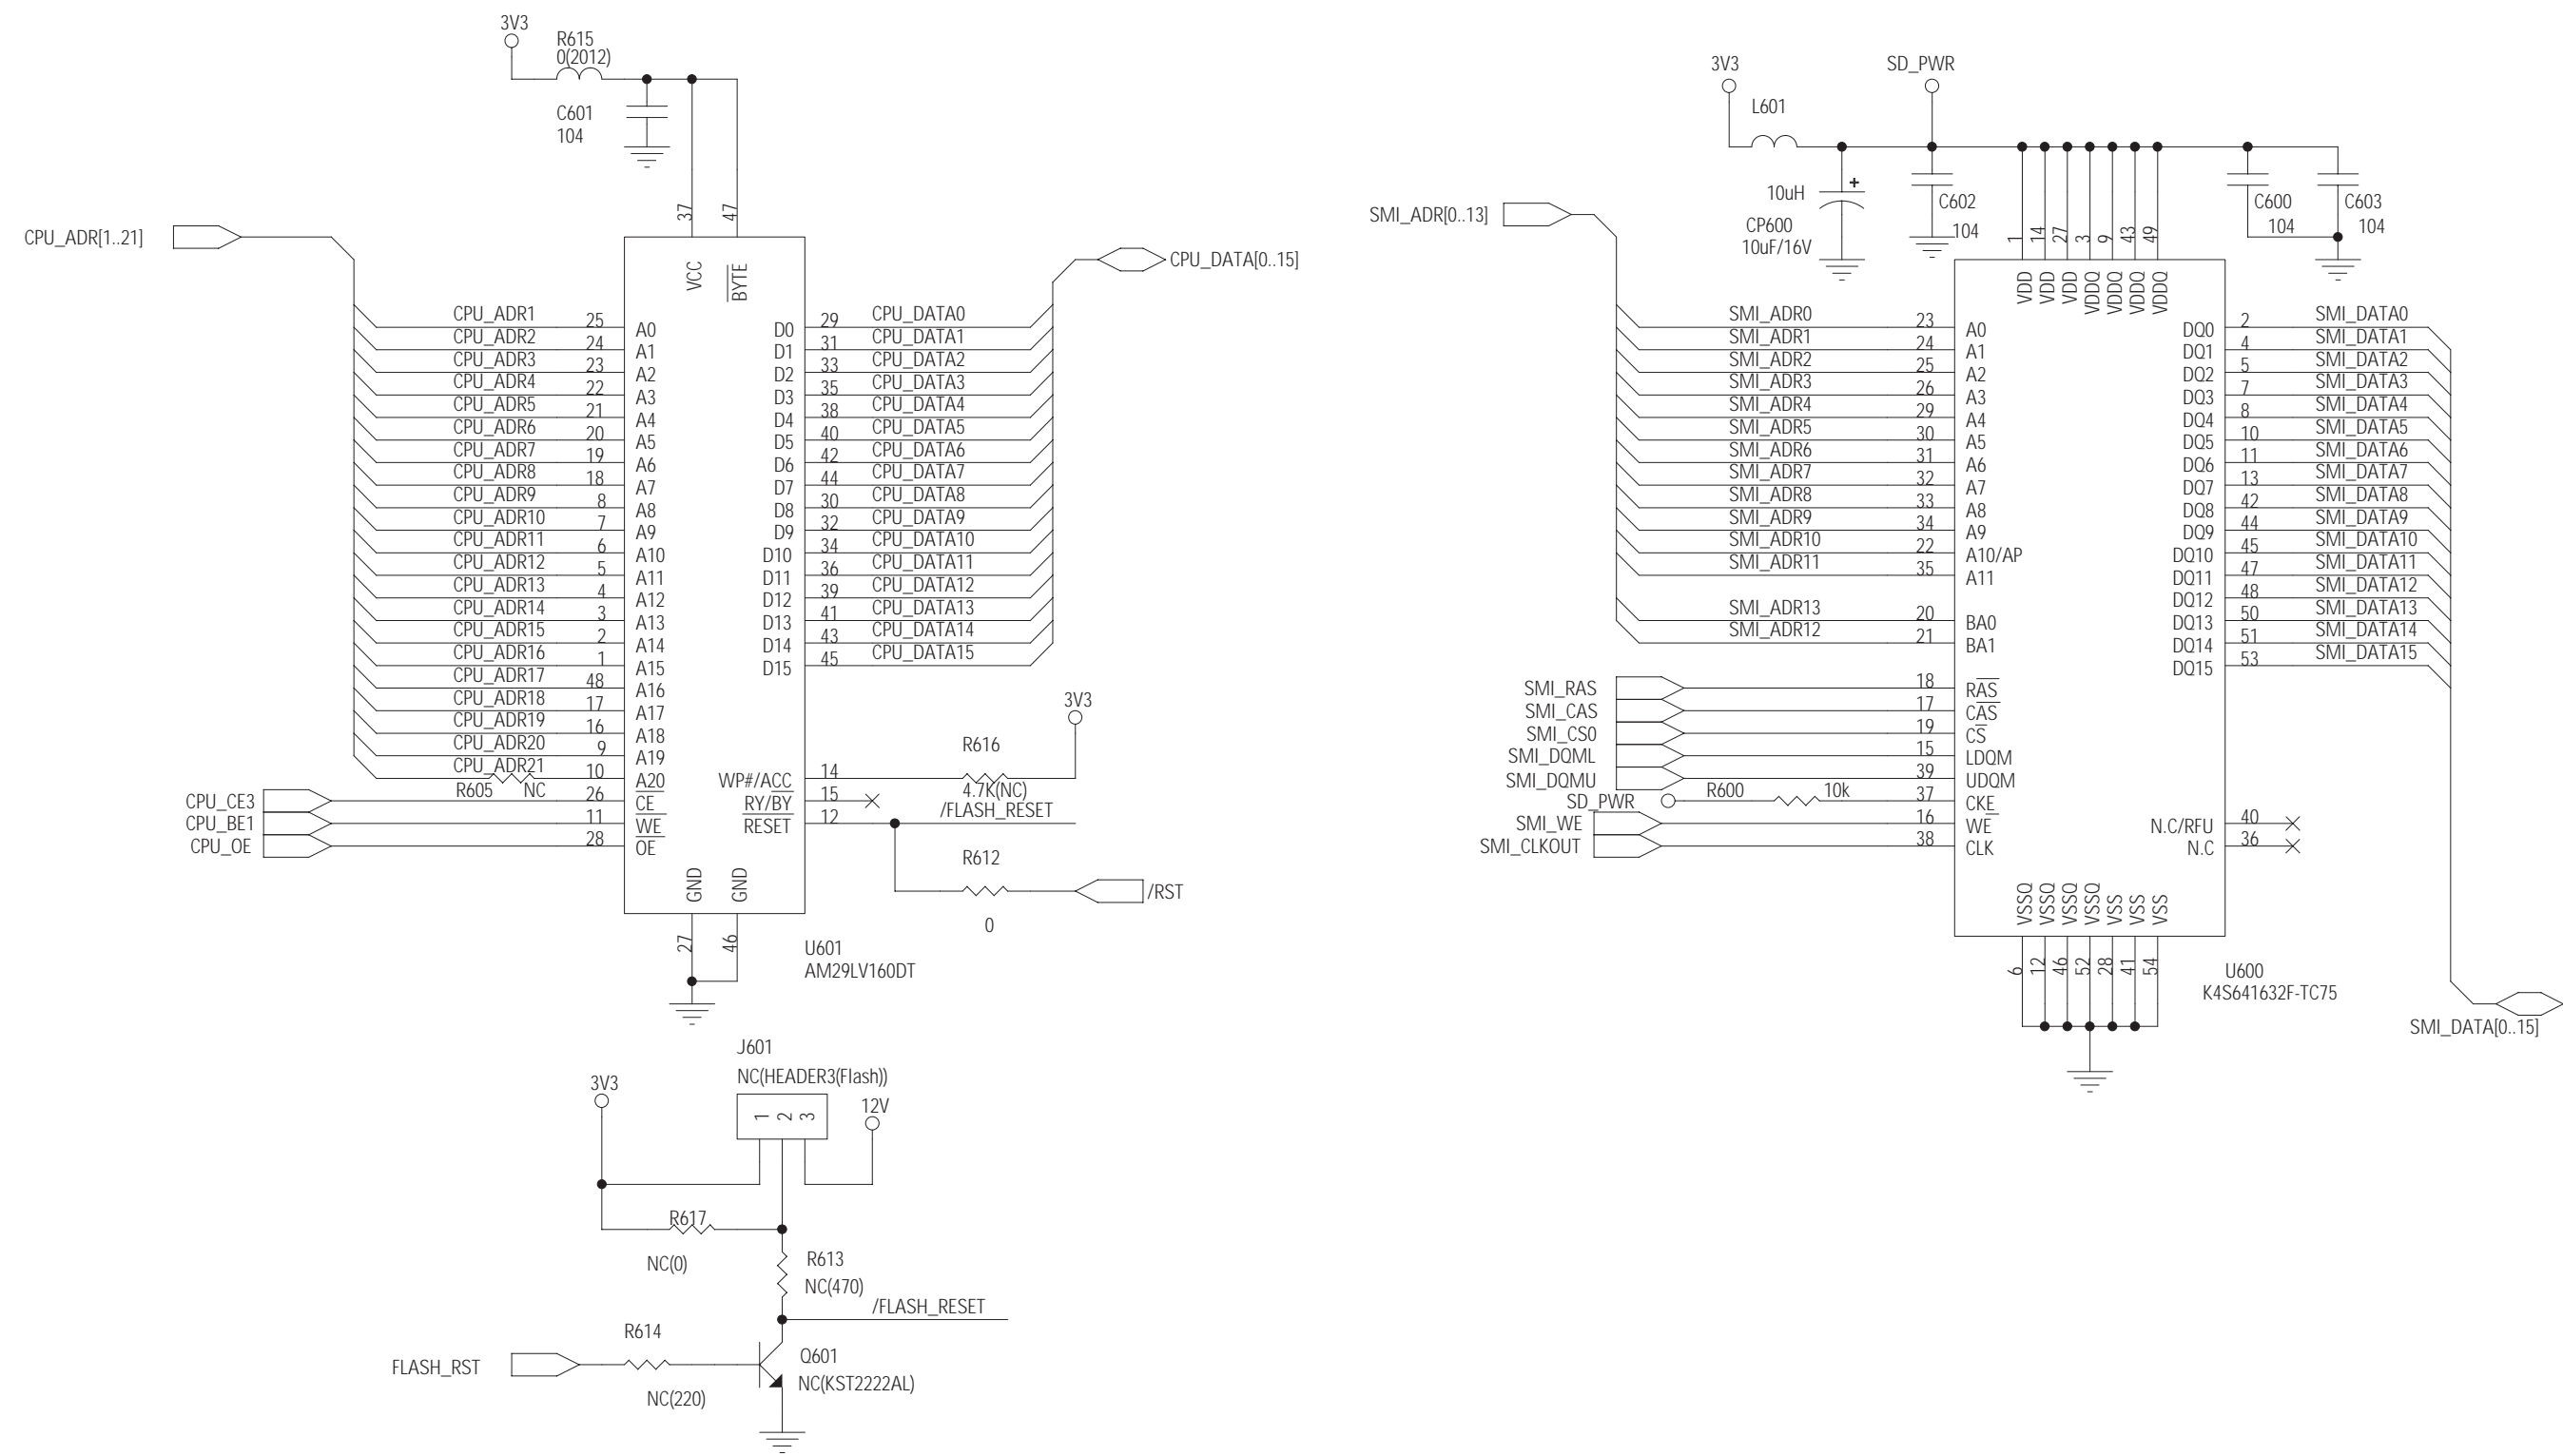 3V3
R615
0(2012)
C601
104
37
47
CPU_ADR[1..21]
CPU_DATA[0..15]
VCC
BYTE
CPU_ADR1 25 A0 D0 29 CPU_DATA0
CPU_ADR2 24 A1 D1 31 CPU_DATA1
CPU_ADR3 23 A2 D2 33 CPU_DATA2
CPU_ADR4 22 A3 D3 35 CPU_DATA3
CPU_ADR5 21 A4 D4 38 CPU_DATA4
CPU_ADR6 20 A5 D5 40 CPU_DATA5
CPU_ADR7 19 A6 D6 42 CPU_DATA6
CPU_ADR8 18 A7 D7 44 CPU_DATA7
CPU_ADR9 8 A8 D8 30 CPU_DATA8
CPU_ADR10 7 A9 D9 32 CPU_DATA9
CPU_ADR11 6 A10 D10 34 CPU_DATA10
CPU_ADR12 5 A11 D11 36 CPU_DATA11
CPU_ADR13 4 A12 D12 39 CPU_DATA12
CPU_ADR14 3 A13 D13 41 CPU_DATA13
CPU_ADR15 2 A14 D14 43 CPU_DATA14
CPU_ADR16 1 A15 D15 45 CPU_DATA15
CPU_ADR17 48 A16
CPU_ADR18 17 A17
CPU_ADR19 16 A18
CPU_ADR20 9 A19
CPU_ADR21 10 A20 WP#/ACC 14
R605 NC
R616
4.7K(NC)
3V3
CPU_CE3 26 CE RY/BY 15
CPU_BE1 11 WE RESET 12 /FLASH_RESET
CPU_OE 28 OE
R612
0
/RST
GND GND
27 46
U601
AM29LV160DT
J601
NC(HEADER3(Flash))
3V3
1 2 3
12V
R617
NC(0)
R613
NC(470)
/FLASH_RESET
R614
FLASH_RST
NC(220)
Q601
NC(KST2222AL)
3V3
SD_PWR
L601
10uH
+
CP600
10uF/16V
C602
104
C600
104
C603
104
SMI_ADR[0..13]
1 14 27 3 9 43 49
VDD VDD VDD VDDQ VDDQ VDDQ VDDQ
SMI_ADR0 23 A0 DQ0 2 SMI_DATA0
SMI_ADR1 24 A1 DQ1 4 SMI_DATA1
SMI_ADR2 25 A2 DQ2 5 SMI_DATA2
SMI_ADR3 26 A3 DQ3 7 SMI_DATA3
SMI_ADR4 29 A4 DQ4 8 SMI_DATA4
SMI_ADR5 30 A5 DQ5 10 SMI_DATA5
SMI_ADR6 31 A6 DQ6 11 SMI_DATA6
SMI_ADR7 32 A7 DQ7 13 SMI_DATA7
SMI_ADR8 33 A8 DQ8 42 SMI_DATA8
SMI_ADR9 34 A9 DQ9 44 SMI_DATA9
SMI_ADR10 22 A10/AP DQ10 45 SMI_DATA10
SMI_ADR11 35 A11 DQ11 47 SMI_DATA11
DQ12 48 SMI_DATA12
SMI_ADR13 20 BA0 DQ13 50 SMI_DATA13
SMI_ADR12 21 BA1 DQ14 51 SMI_DATA14
DQ15 53 SMI_DATA15
SMI_RAS 18 RAS
SMI_CAS 17 CAS
SMI_CS0 19 CS
SMI_DQML 15 LDQM
SMI_DQMU 39 UDQM
SD_PWR R600 10k 37 CKE
SMI_WE 16 WE N.C/RFU 40
SMI_CLKOUT 38 CLK N.C 36
VSSQ VSSQ VSSQ VSSQ VSS VSS VSS
6 12 46 52 28 41 54
U600
K4S641632F-TC75
SMI_DATA[0..15]